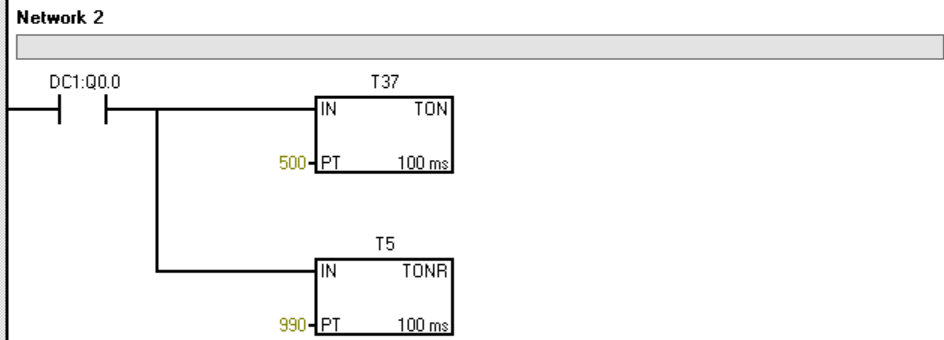 Network 2
DC1:Q0.0
T37
IN TON
500 PT 100 ms
T5
IN TONR
990 PT 100 ms